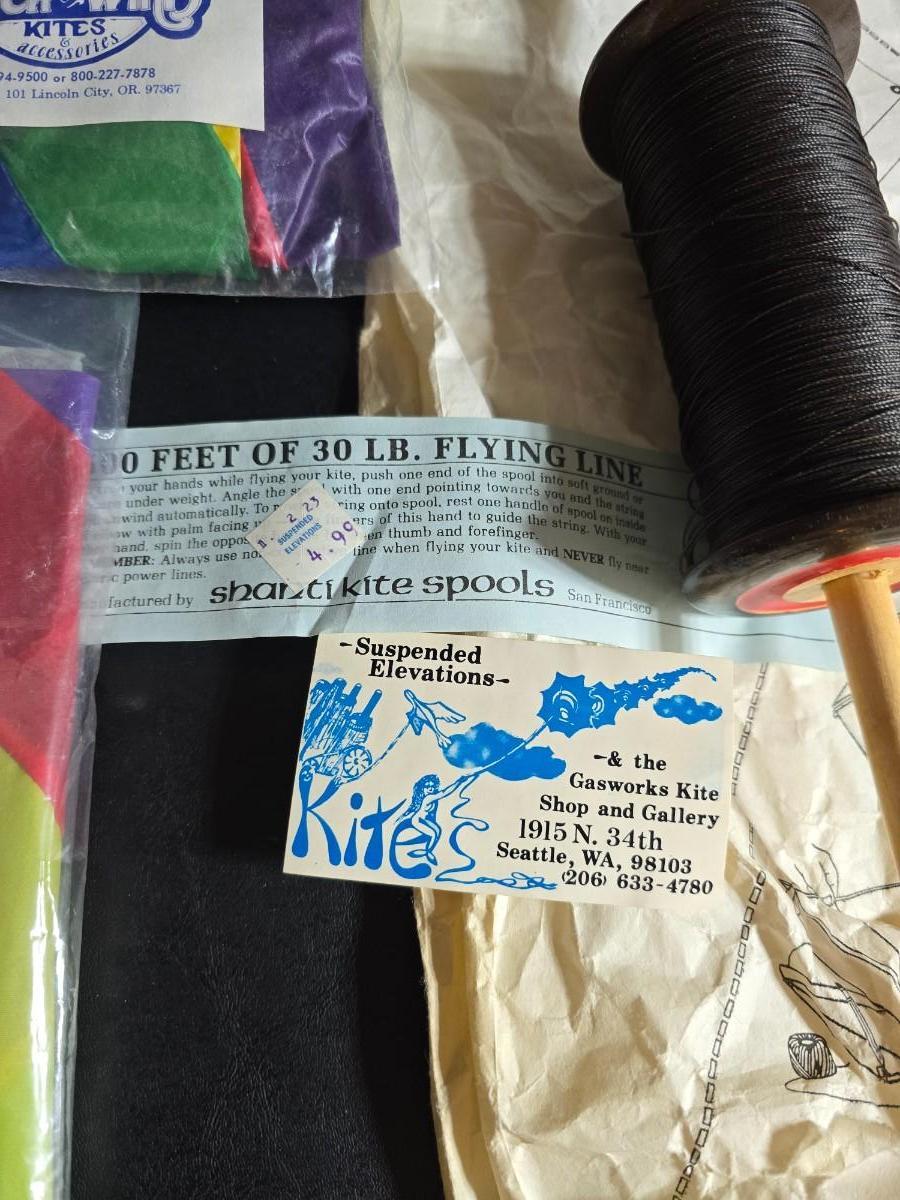 KITES
&
accessories
94-9500 or 800-227-7878
101 Lincoln City, OR. 97367
00 FEET OF 30 LB. FLYING LINE
your hands while flying your kite, push one end of the spool into soft ground or
under weight. Angle the with one end pointing towards you and the string
wind automatically. To ring onto spool, rest one handle of spool on inside
ow with palm facing ers of this hand to guide the string. With your
hand, spin the oppos en thumb and forefinger.
MBER: Always use no line when flying your kite and NEVER fly near
c power lines.
factured by shanti kite spools San Francisco
2 23
SUSPENDED
ELEVATIONS
4.99
-Suspended
Elevations-
Kites
-& the
Gasworks Kite
Shop and Gallery
1915 N. 34th
Seattle, WA, 98103
(206) 633-4780